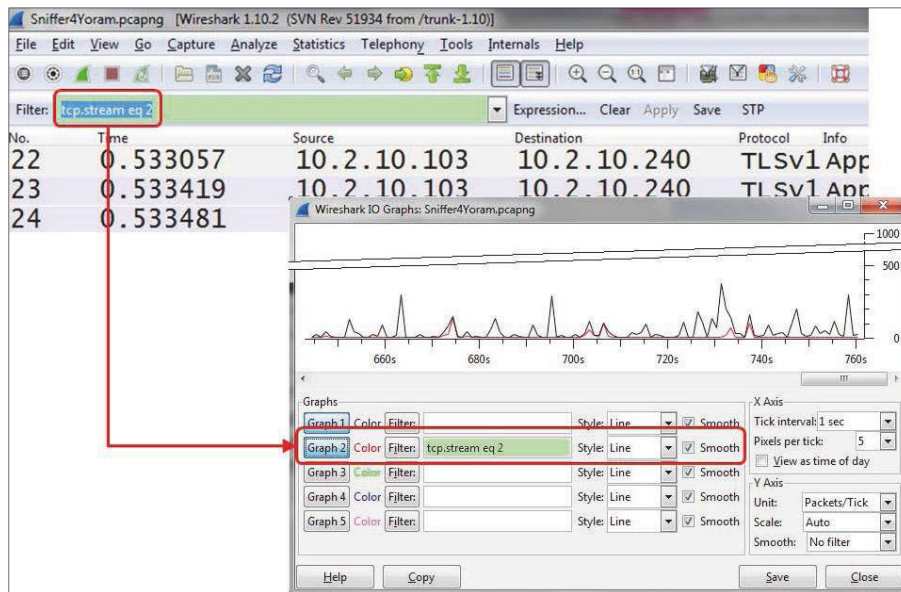 Sniffer4Yoram.pcapng [Wireshark 1.10.2 (SVN Rev 51934 from /trunk-1.10)]
File Edit View Go Capture Analyze Statistics Telephony Tools Internals Help
Filter: tcp.stream eq 2 Expression... Clear Apply Save STP
No. Time Source Destination Protocol Info
22 0.533057 10.2.10.103 10.2.10.240 TLSv1 App
23 0.533419 10.2.10.103 10.2.10.240 TLSv1 App
24 0.533481
Wireshark IO Graphs: Sniffer4Yoram.pcapng
1000
500
0
660s 680s 700s 720s 740s 760s
Graphs
Graph 1 Color Filter: Style: Line Smooth
Graph 2 Color Filter: tcp.stream eq 2 Style: Line Smooth
Graph 3 Color Filter: Style: Line Smooth
Graph 4 Color Filter: Style: Line Smooth
Graph 5 Color Filter: Style: Line Smooth
X Axis
Tick interval: 1 sec
Pixels per tick: 5
View as time of day
Y Axis
Unit: Packets/Tick
Scale: Auto
Smooth: No filter
Help Copy Save Close